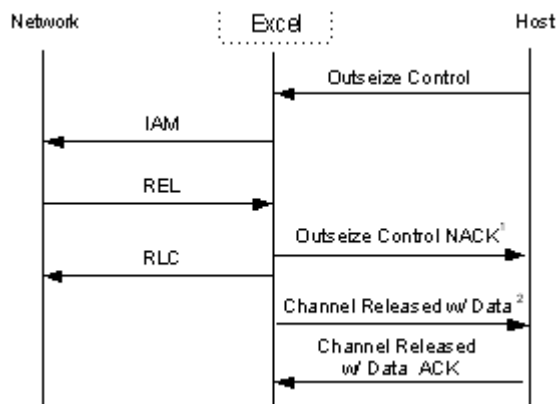 Network
Excel
Host
Outseize Control
IAM
REL
Outseize Control NACK¹
RLC
Channel Released w/ Data ²
Channel Released
w/ Data ACK